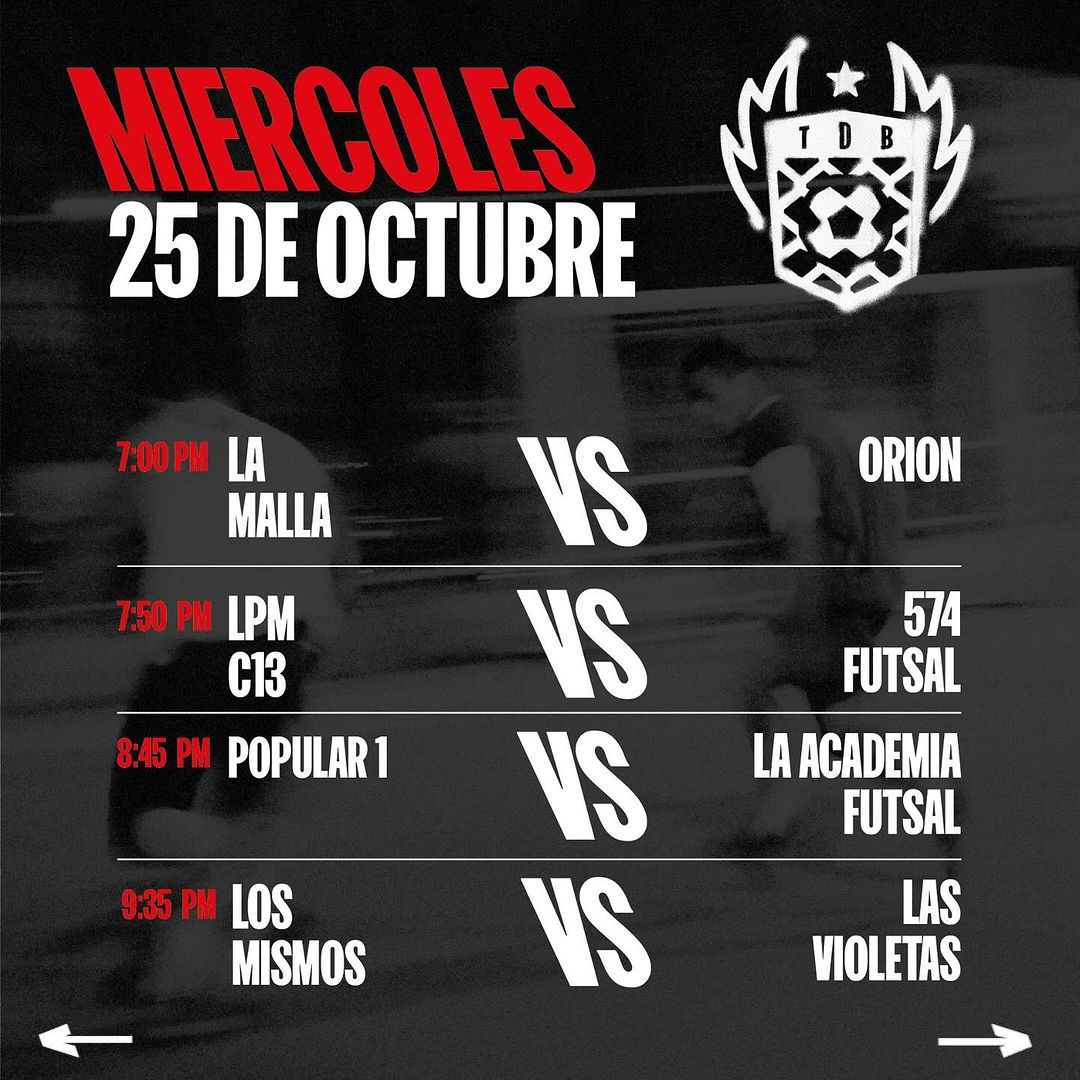 MIERCOLES
25 DE OCTUBRE
TDB
7:00 PM LA MALLA VS ORION
7:50 PM LPM C13 VS 574 FUTSAL
8:45 PM POPULAR 1 VS LA ACADEMIA FUTSAL
9:35 PM LOS MISMOS VS LAS VIOLETAS